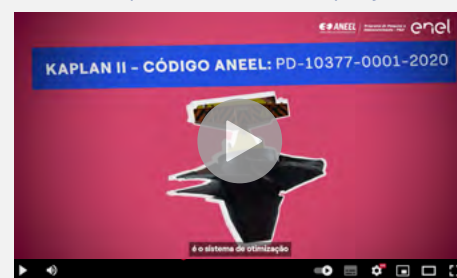 ANEEL
enel
KAPLAN II - CÓDIGO ANEEL: PD-10377-0001-2020
é o sistema de otimização